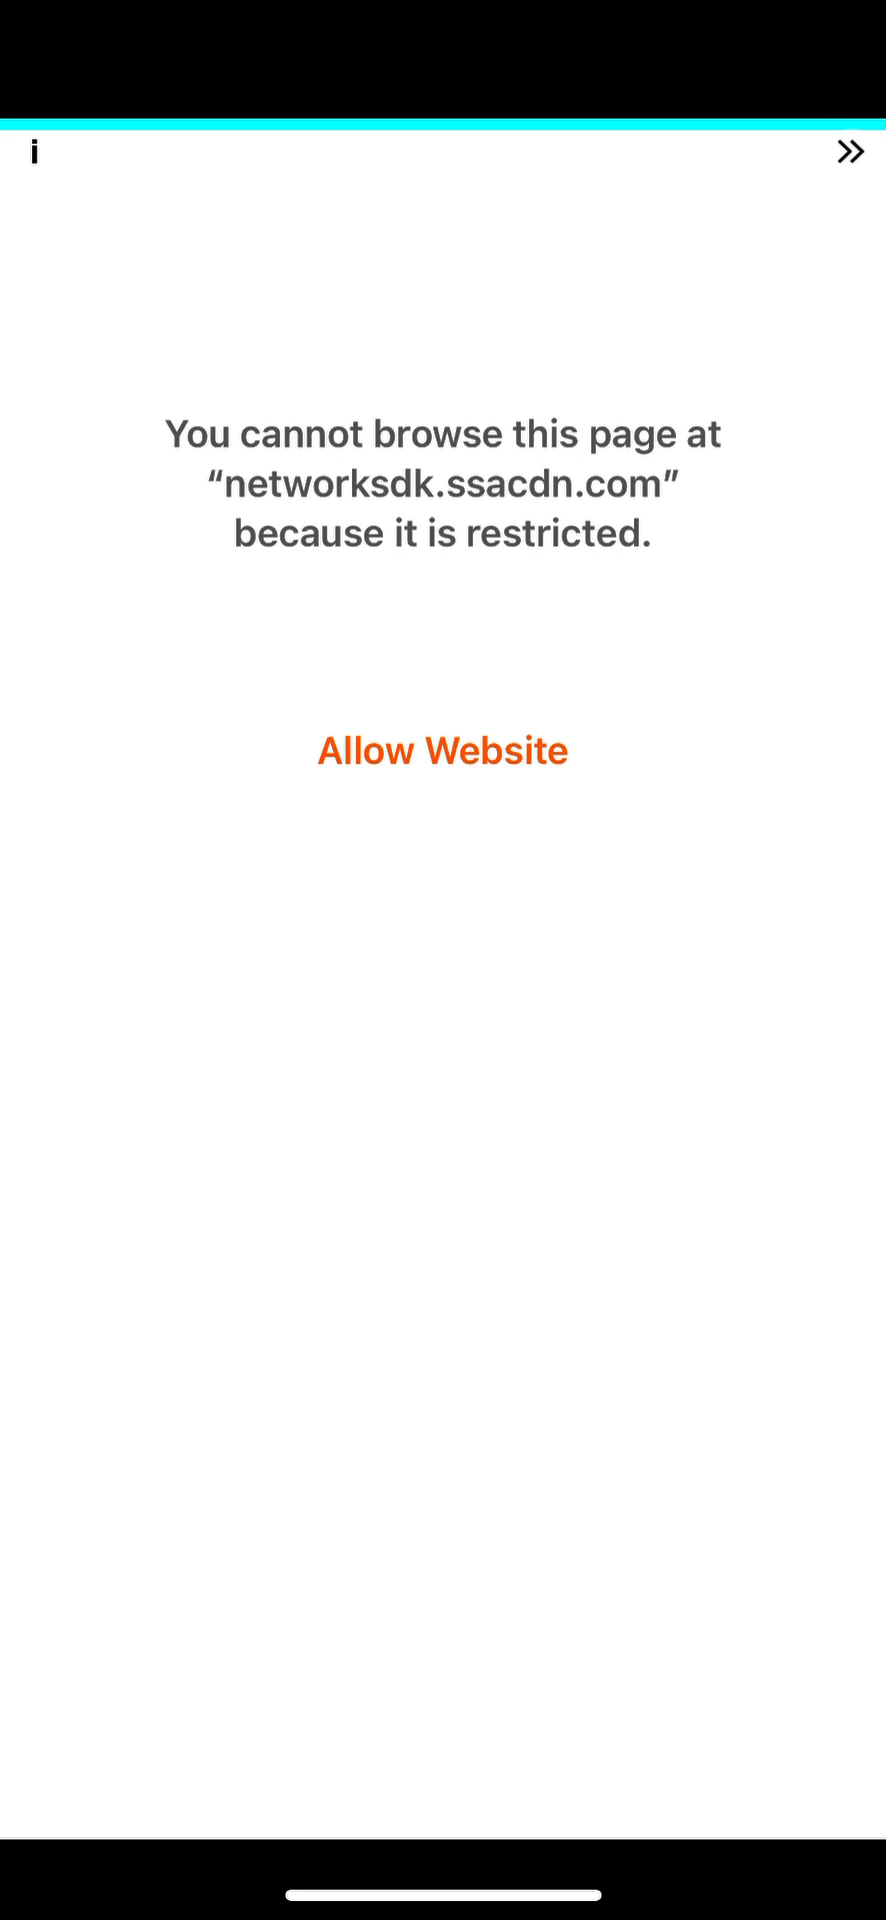 i
You cannot browse this page at
“networksdk.ssacdn.com”
because it is restricted.
Allow Website